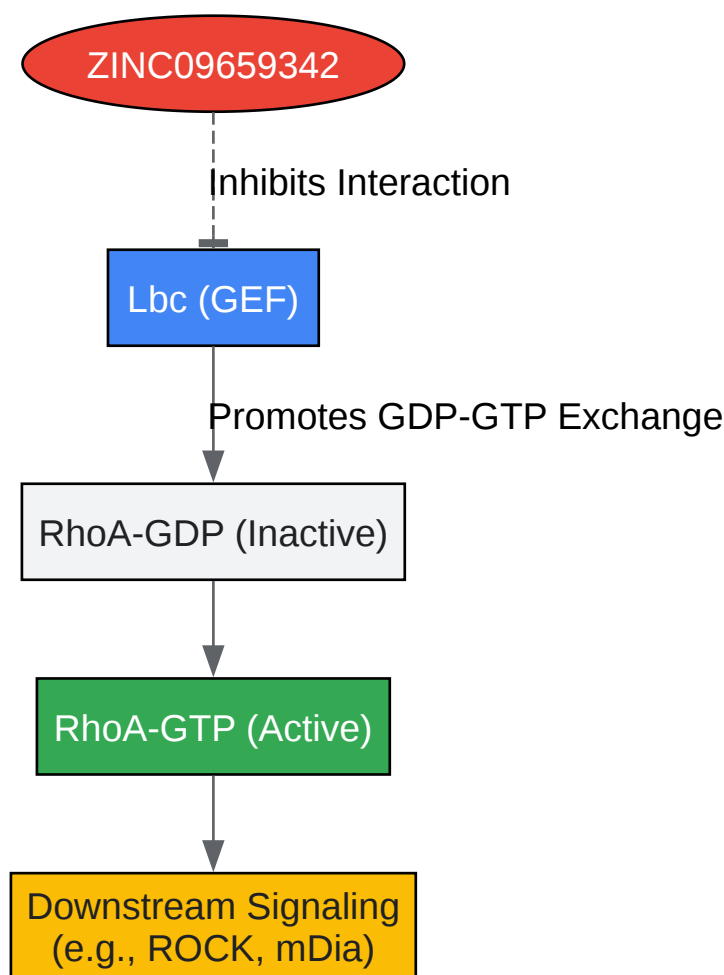 ZINC09659342
Inhibits Interaction
Lbc (GEF)
Promotes GDP-GTP Exchange
RhoA-GDP (Inactive)
RhoA-GTP (Active)
Downstream Signaling
(e.g., ROCK, mDia)